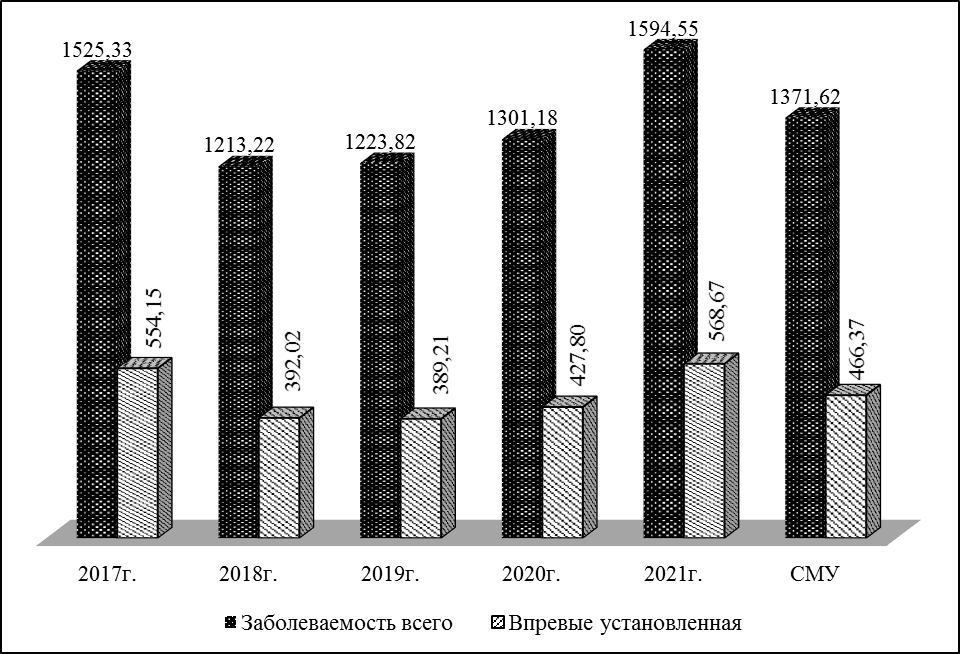 1525,33
1213,22
1223,82
1301,18
1594,55
1371,62
554,15
392,02
389,21
427,80
568,67
466,37
2017г.
2018г.
2019г.
2020г.
2021г.
СМУ
Заболеваемость всего
Впревые установленная